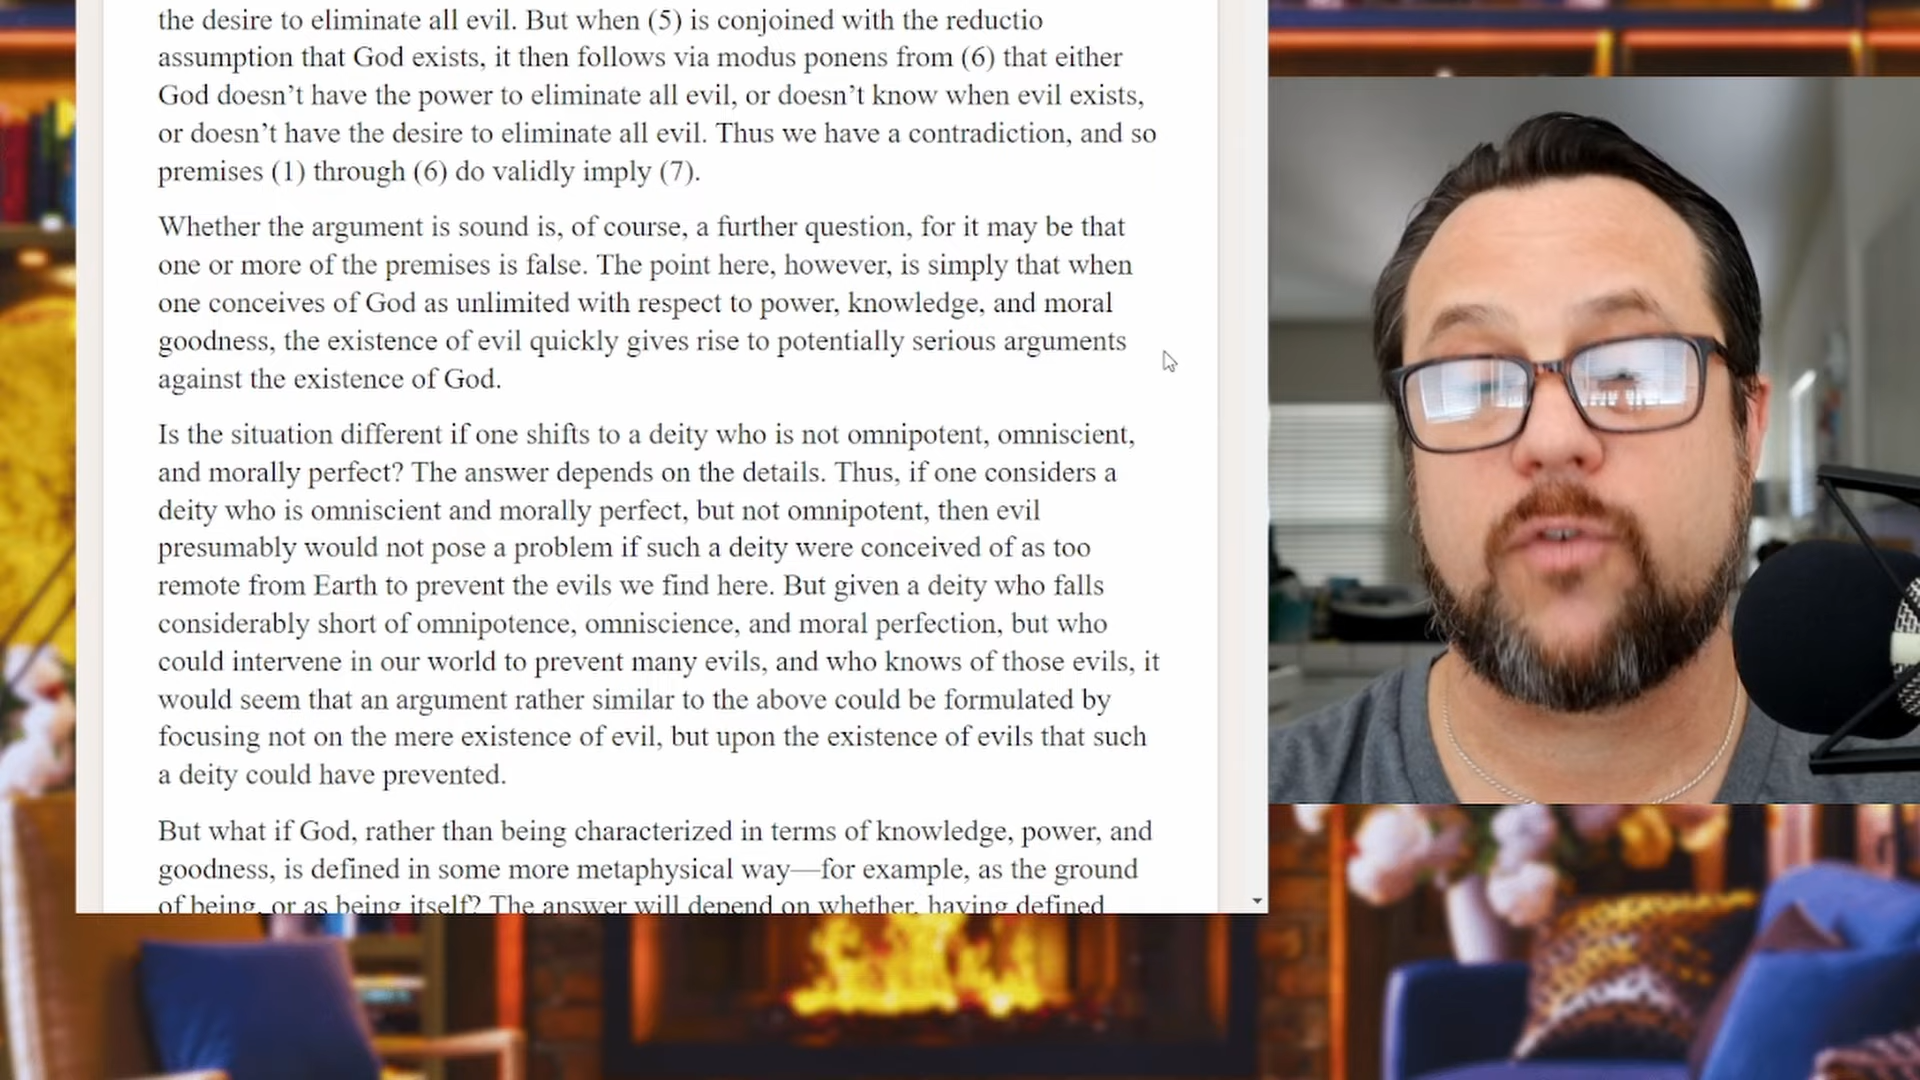 the desire to eliminate all evil. But when (5) is conjoined with the reductio
assumption that God exists, it then follows via modus ponens from (6) that either
God doesn’t have the power to eliminate all evil, or doesn’t know when evil exists,
or doesn’t have the desire to eliminate all evil. Thus we have a contradiction, and so
premises (1) through (6) do validly imply (7).
Whether the argument is sound is, of course, a further question, for it may be that
one or more of the premises is false. The point here, however, is simply that when
one conceives of God as unlimited with respect to power, knowledge, and moral
goodness, the existence of evil quickly gives rise to potentially serious arguments
against the existence of God.
Is the situation different if one shifts to a deity who is not omnipotent, omniscient,
and morally perfect? The answer depends on the details. Thus, if one considers a
deity who is omniscient and morally perfect, but not omnipotent, then evil
presumably would not pose a problem if such a deity were conceived of as too
remote from Earth to prevent the evils we find here. But given a deity who falls
considerably short of omnipotence, omniscience, and moral perfection, but who
could intervene in our world to prevent many evils, and who knows of those evils, it
would seem that an argument rather similar to the above could be formulated by
focusing not on the mere existence of evil, but upon the existence of evils that such
a deity could have prevented.
But what if God, rather than being characterized in terms of knowledge, power, and
goodness, is defined in some more metaphysical way—for example, as the ground
of being, or as being itself? The answer will depend on whether, having defined